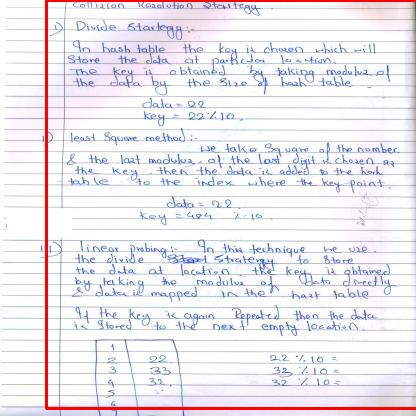 Collision Resolution Startegy
i) Divide Startegy:-
In hash table the key is chosen which will
store the data at particular location.
The key is obtained by taking modulus of
the data by the size of hash table.
data = 22
key = 22 % 10.
least Square method:-
we take Square of the number
& the last modulus of the last digit is chosen as
the key. then the data is added to the hash
table to the index where the key point.
data = 22.
key = 484 % 10
iii) linear probing:- In this technique we use
the divide Stratergy to store
the data at location. the key is obtained
by taking the modulus of data directly
& data is mapped in the hast table
If the key is again Repeated then the data
is stored to the next empty location.
1
2 22 22 % 10 =
3 33 33 % 10 =
4 32 32 % 10 =
5
6
7